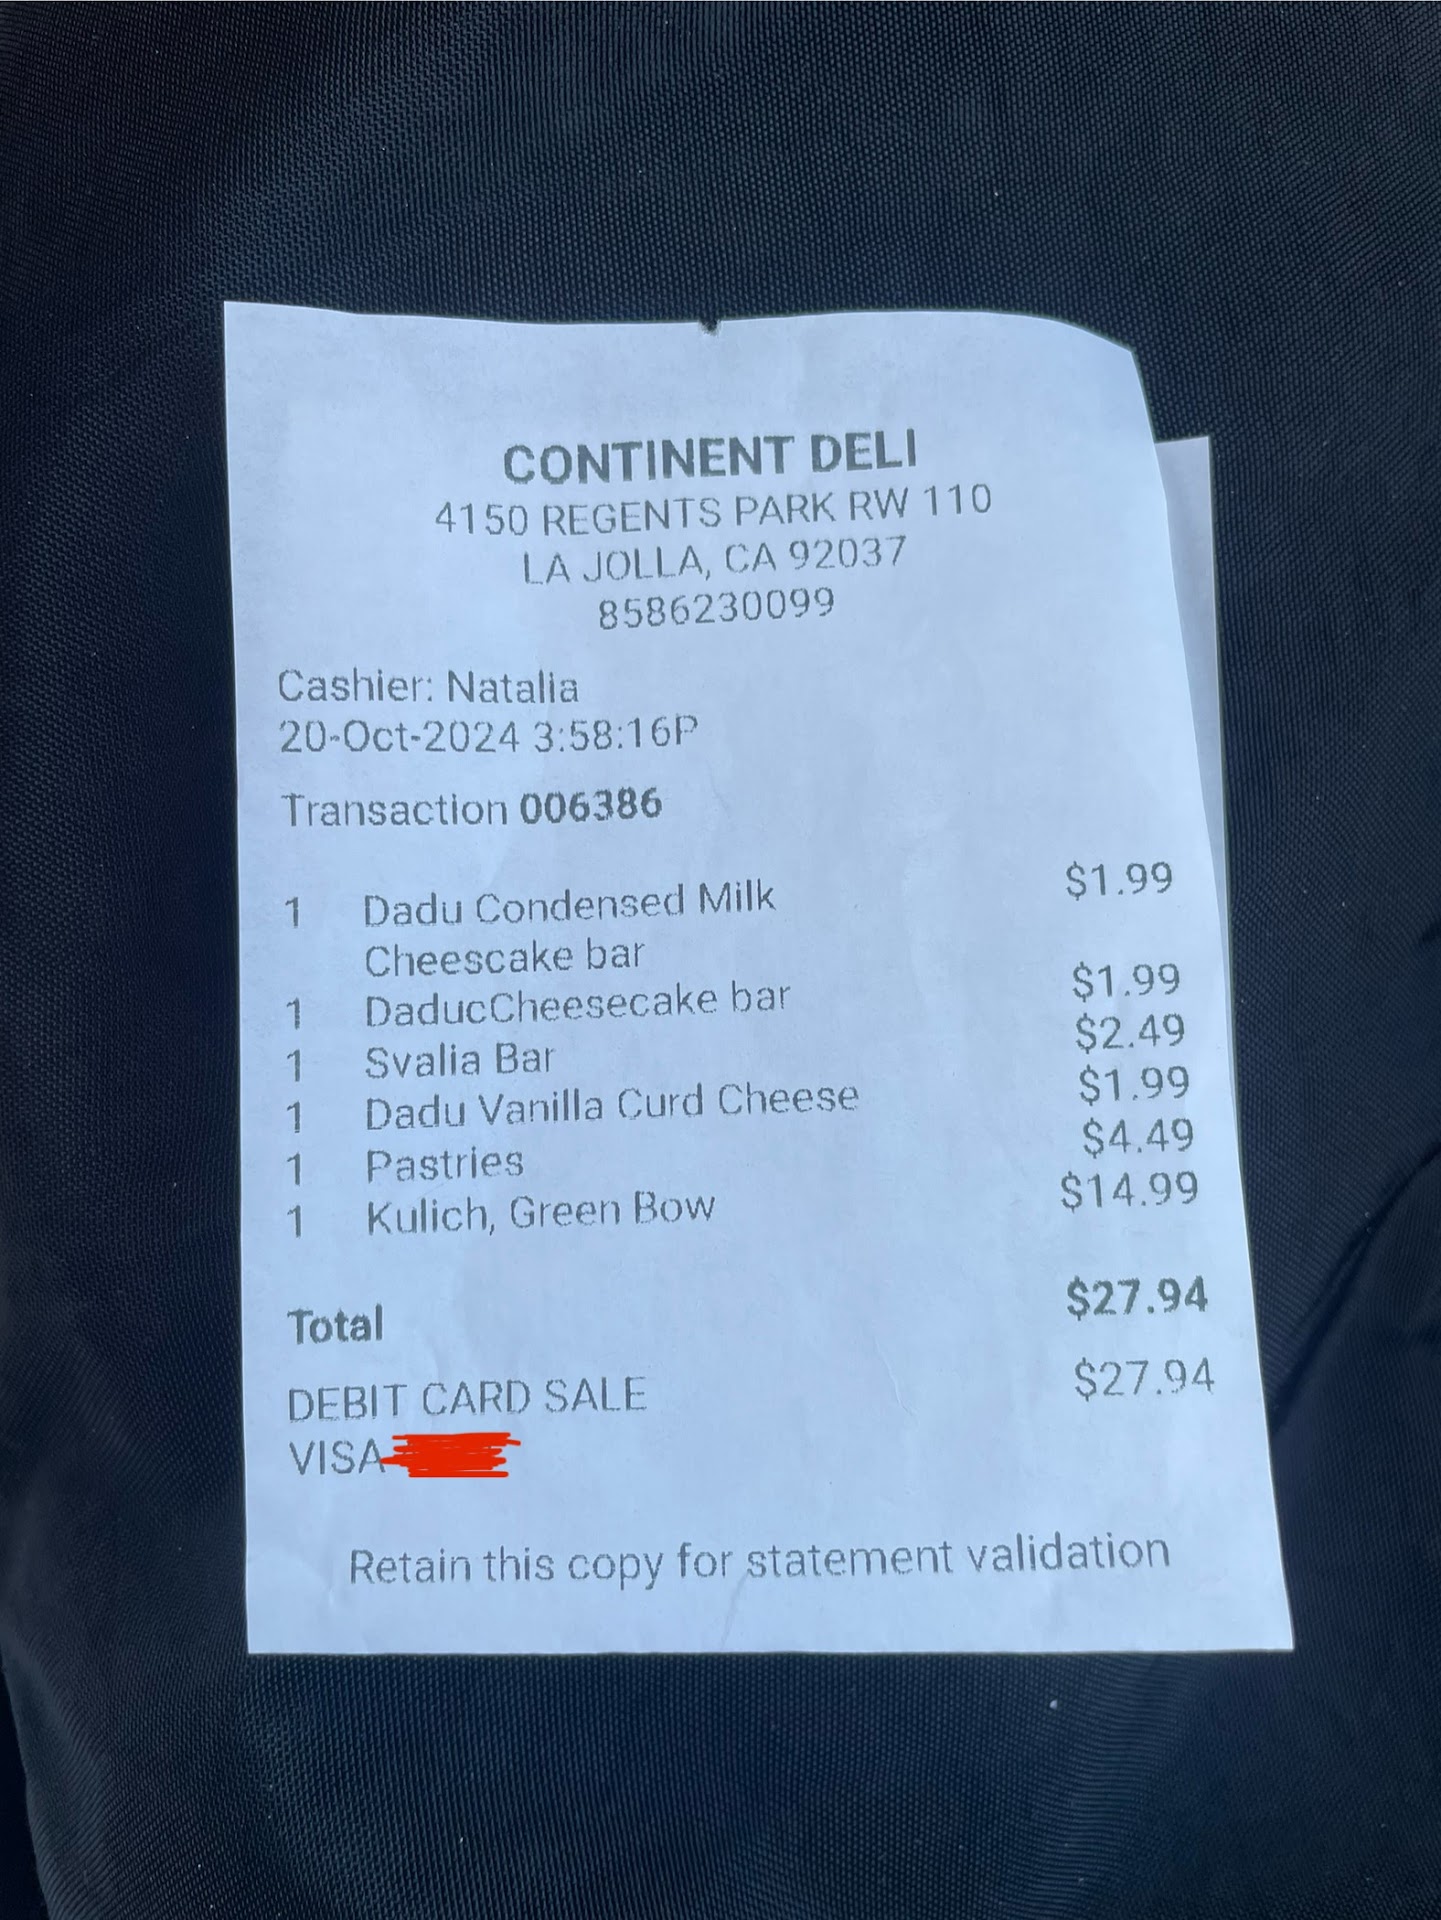 CONTINENT DELI
4150 REGENTS PARK RW 110
LA JOLLA, CA 92037
8586230099
Cashier: Natalia
20-Oct-2024 3:58:16P
Transaction 006386
1 Dadu Condensed Milk $1.99
Cheescake bar
1 DaducCheesecake bar $1.99
1 Svalia Bar $2.49
1 Dadu Vanilla Curd Cheese $1.99
1 Pastries $4.49
1 Kulich, Green Bow $14.99
Total $27.94
DEBIT CARD SALE $27.94
VISA
Retain this copy for statement validation